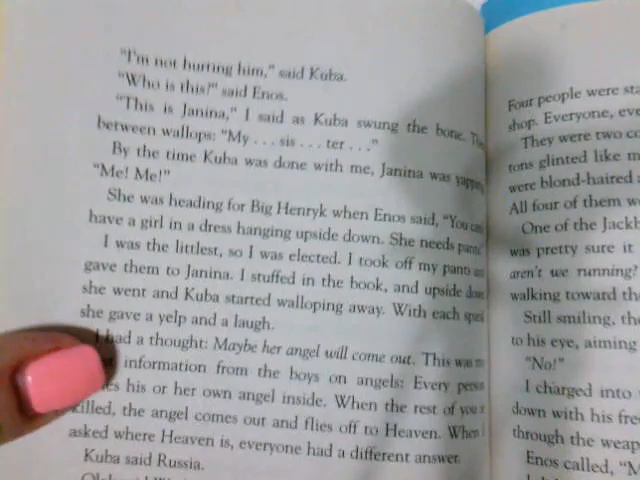 "I'm not hurting him," said Kuba.
"Who is this?" said Enos.
"This is Janina," I said as Kuba swung the bone.
between wallops: "My . . . sis . . . ter . . ."
By the time Kuba was done with me, Janina was yapping,
"Me! Me!"
She was heading for Big Henryk when Enos said, "You can't
have a girl in a dress hanging upside down. She needs pants."
I was the littlest, so I was elected. I took off my pants and
gave them to Janina. I stuffed in the book, and upside down
she went and Kuba started walloping away. With each
she gave a yelp and a laugh.
I had a thought: Maybe her angel will come out. This was
information from the boys on angels: Every person
his or her own angel inside. When the rest of you
killed, the angel comes out and flies off to Heaven. When I
asked where Heaven is, everyone had a different answer.
Kuba said Russia.
Four people were
shop. Everyone,
They were two
tons glinted like
were blond-haired
All four of them
One of the
was pretty sure it
aren't we running?
walking toward
Still smiling,
to his eye, aiming
"No!"
I charged into
down with his
through the
Enos called,